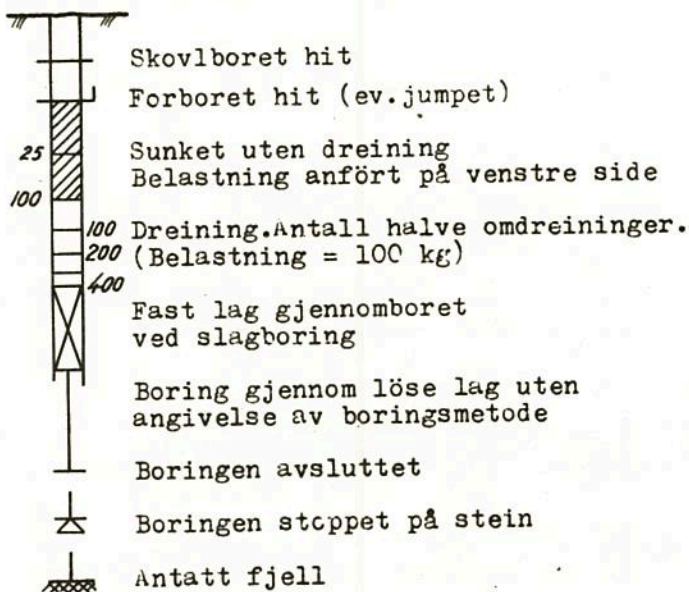 Skovlboret hit
Forboret hit (ev.jumpet)
25 Sunket uten dreining
Belastning anfört på venstre side
100
100 Dreining.Antall halve omdreininger.
200 (Belastning = 100 kg)
400
Fast lag gjennomboret
ved slagboring
Boring gjennom löse lag uten
angivelse av boringsmetode
Boringen avsluttet
Boringen stoppet på stein
Antatt fjell